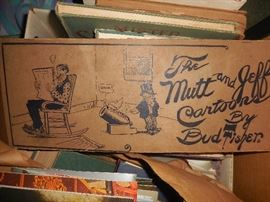 The
Mutt and Jeff
Cartoons
By
Bud Fisher.